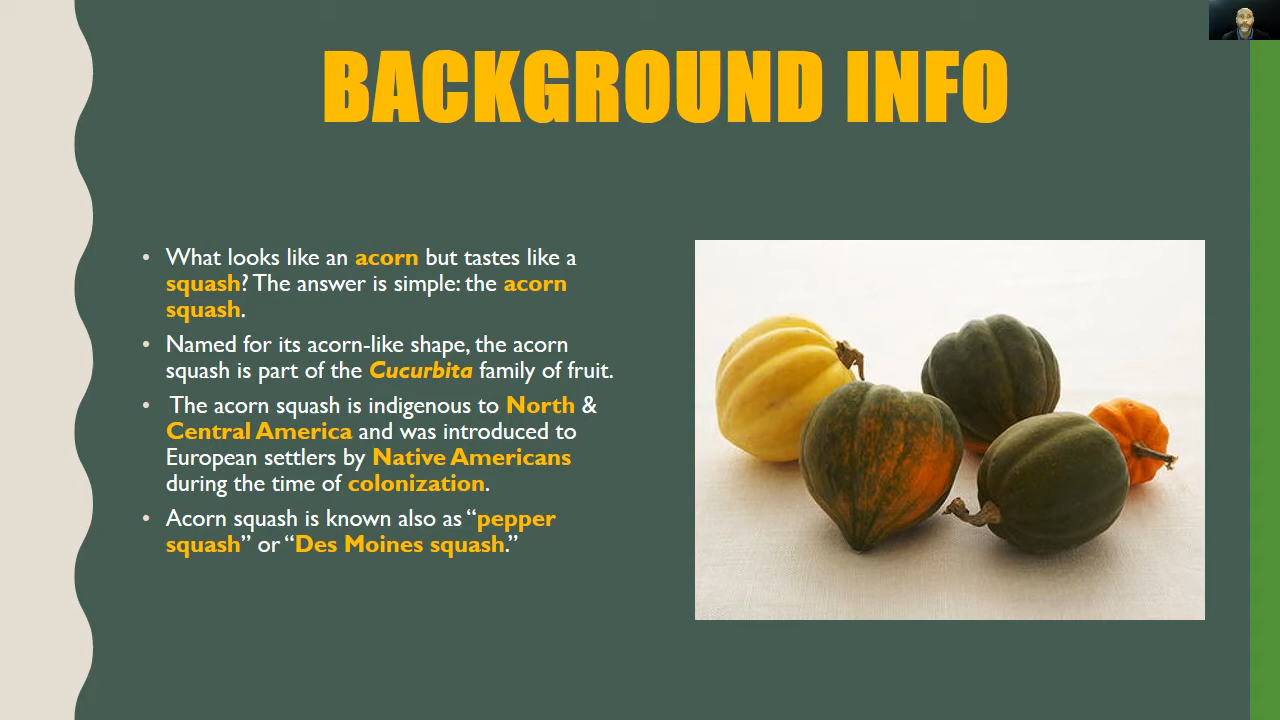 BACKGROUND INFO
• What looks like an acorn but tastes like a
squash? The answer is simple: the acorn
squash.
• Named for its acorn-like shape, the acorn
squash is part of the Cucurbita family of fruit.
• The acorn squash is indigenous to North &
Central America and was introduced to
European settlers by Native Americans
during the time of colonization.
• Acorn squash is known also as “pepper
squash” or “Des Moines squash.”